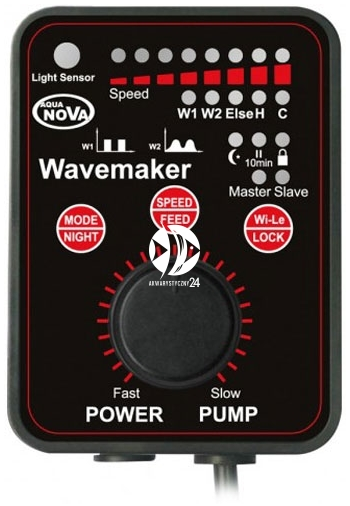 Light Sensor
Speed
AQUA
NOVA
W1 W2 Else H C
W1
W2
10min
Wavemaker
Master Slave
MODE
NIGHT
SPEED
FEED
Wi-Le
LOCK
AKWARYSTYCZNY24
Fast
Slow
POWER
PUMP